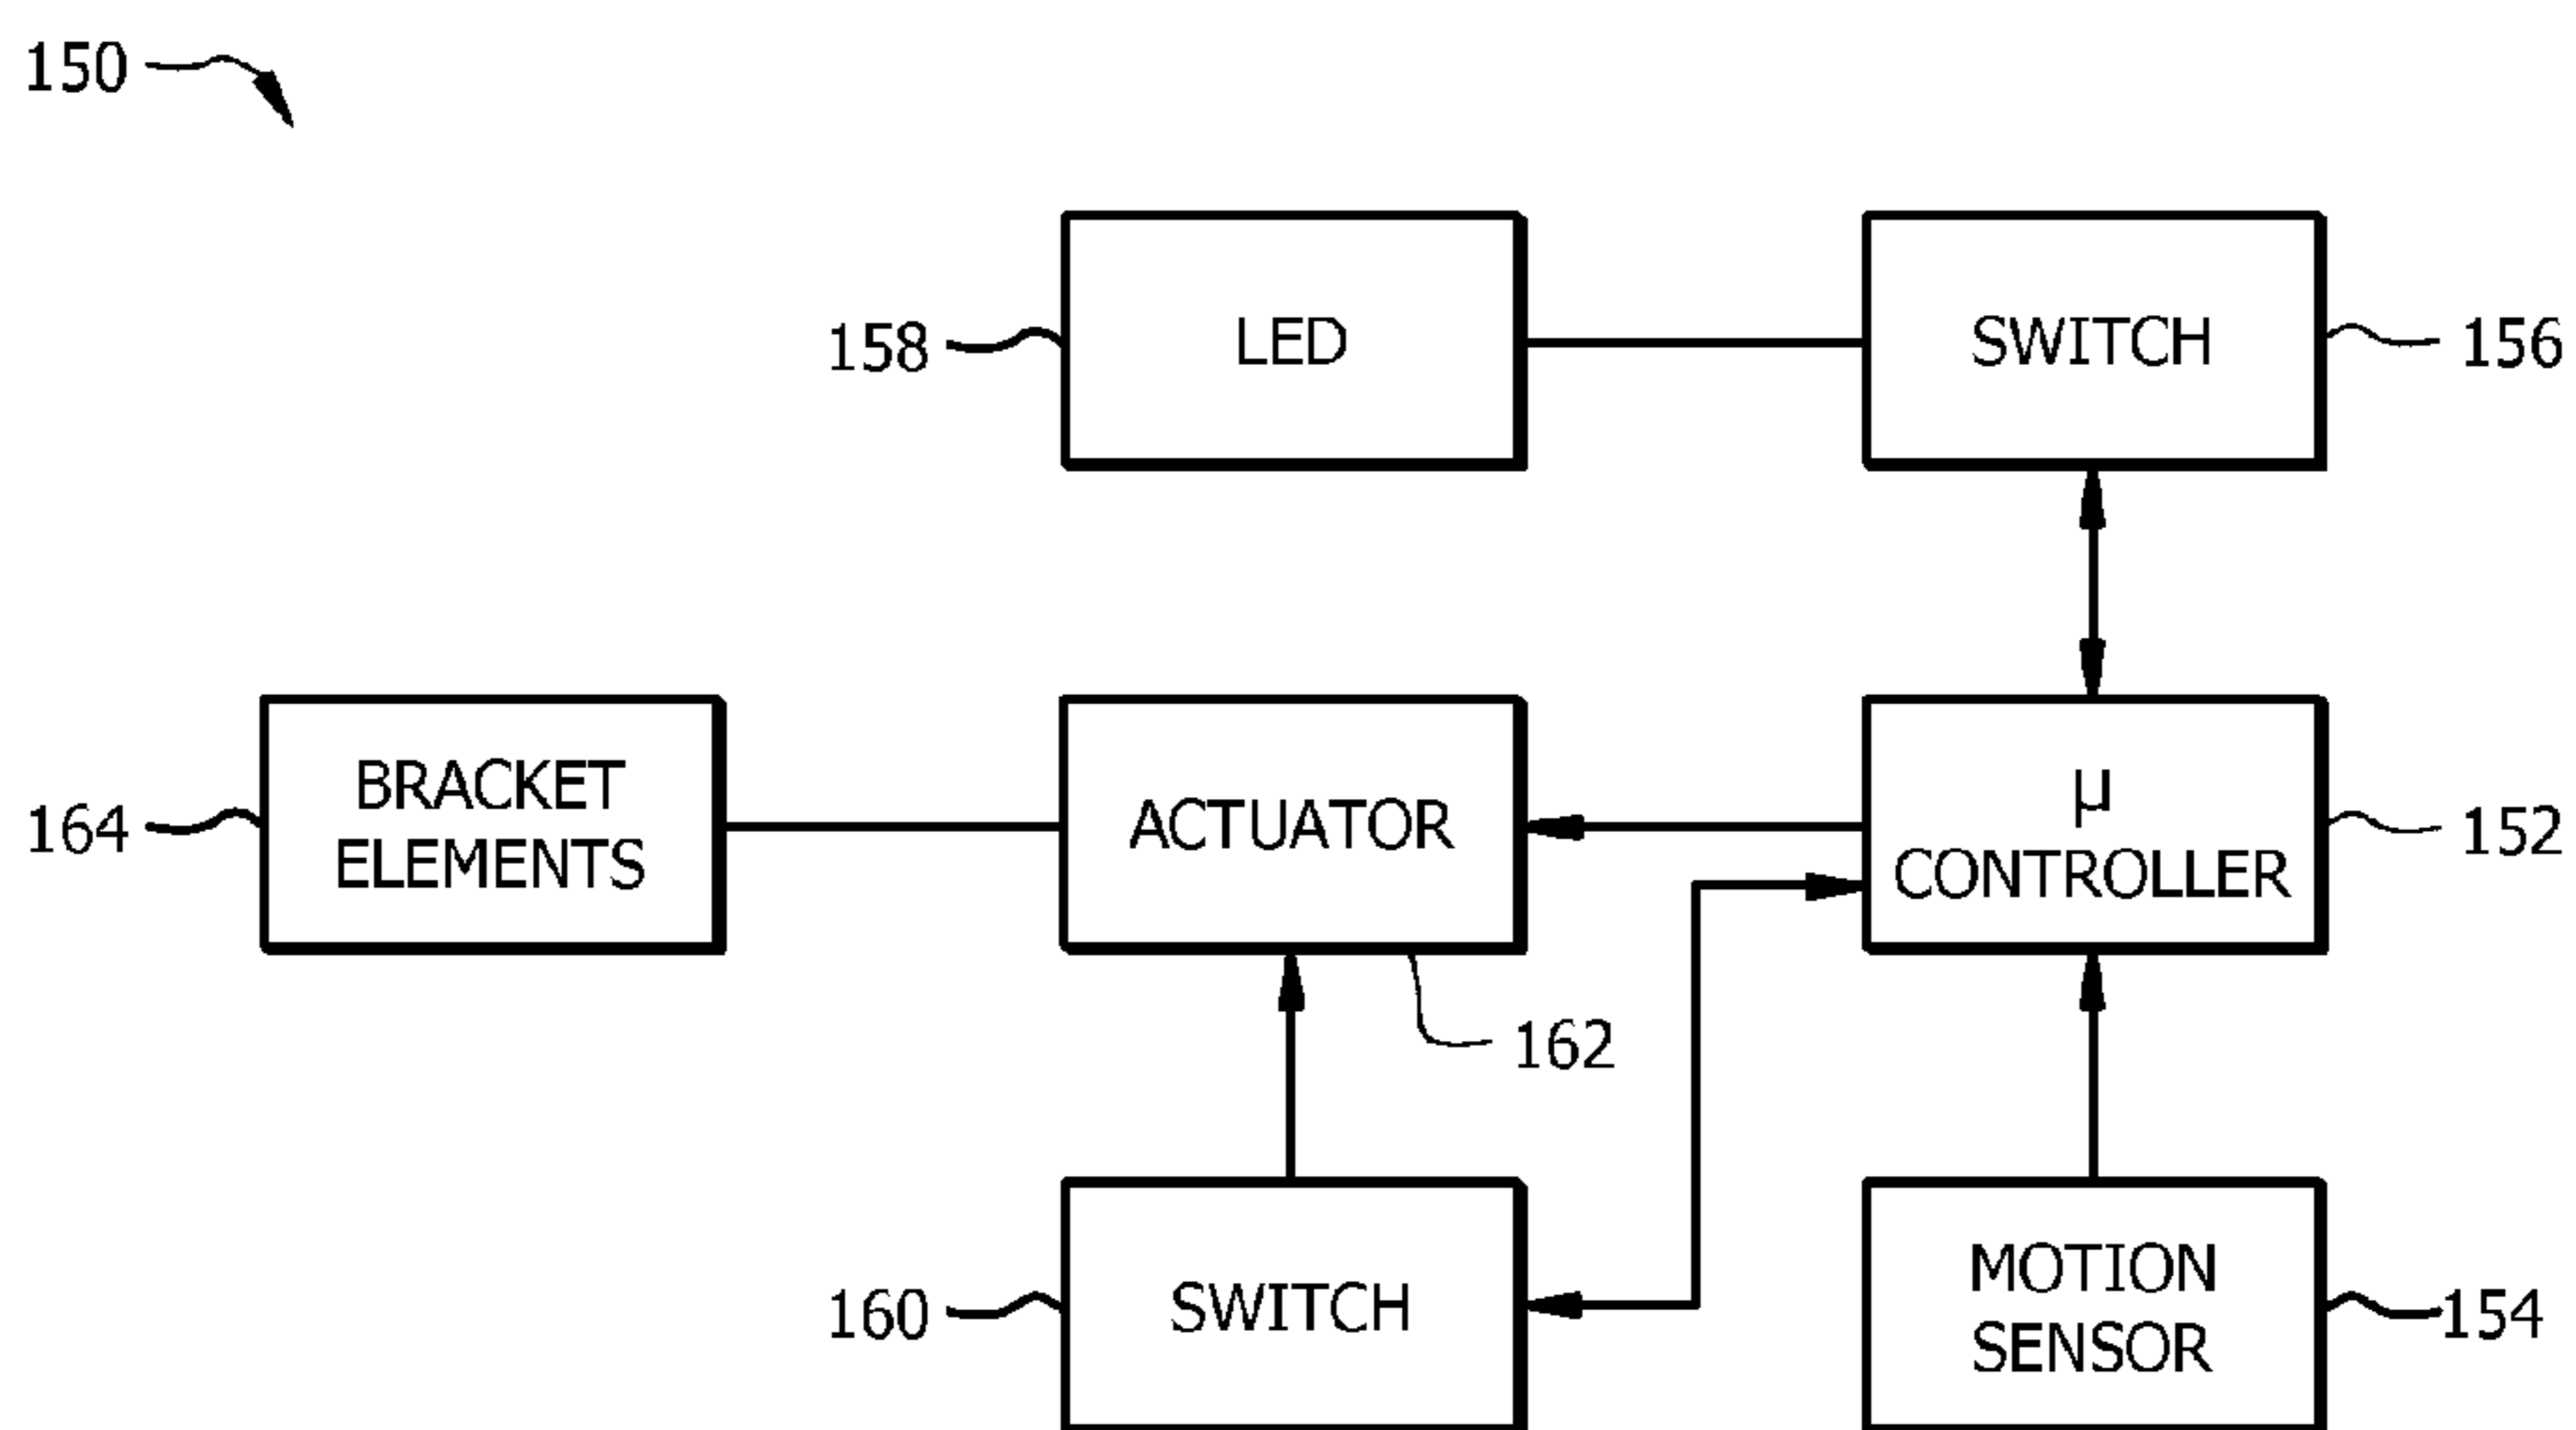 150
158
LED
SWITCH
156
164
BRACKET
ELEMENTS
ACTUATOR
µ
CONTROLLER
152
162
160
SWITCH
MOTION
SENSOR
154